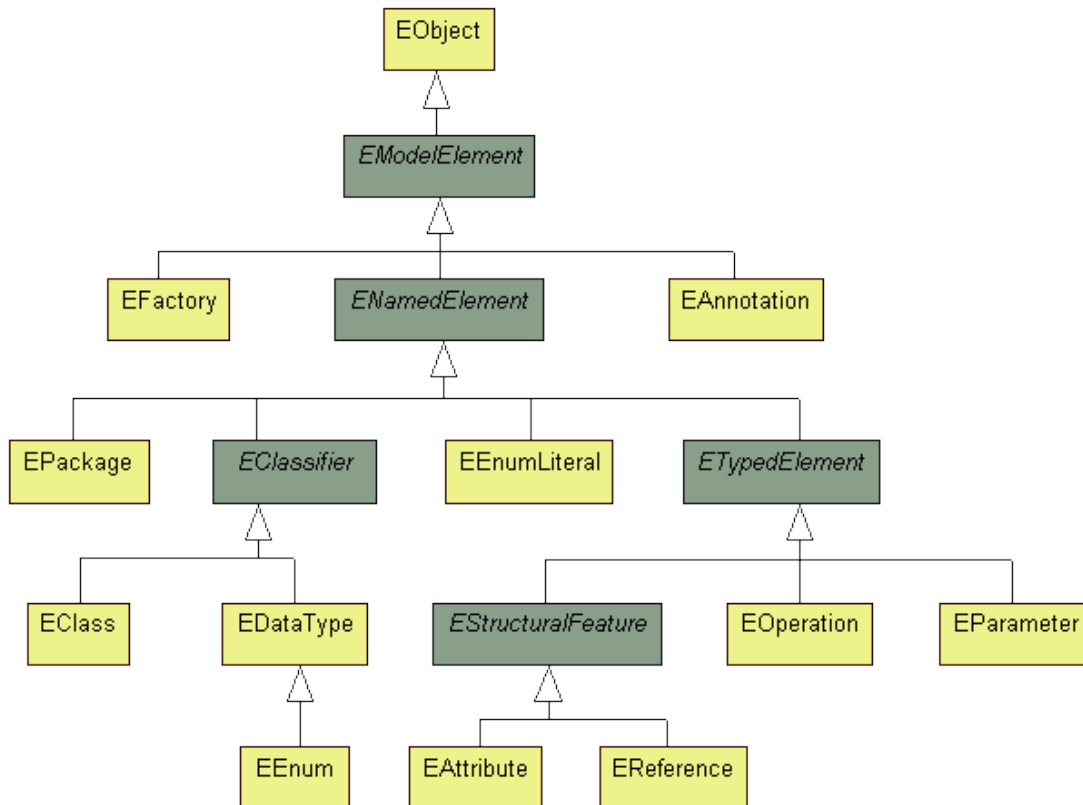 EObject
EModelElement
EFactory
ENamedElement
EAnnotation
EPackage
EClassifier
EEnumLiteral
ETypedElement
EClass
EDataType
EStructuralFeature
EOperation
EParameter
EEnum
EAttribute
EReference